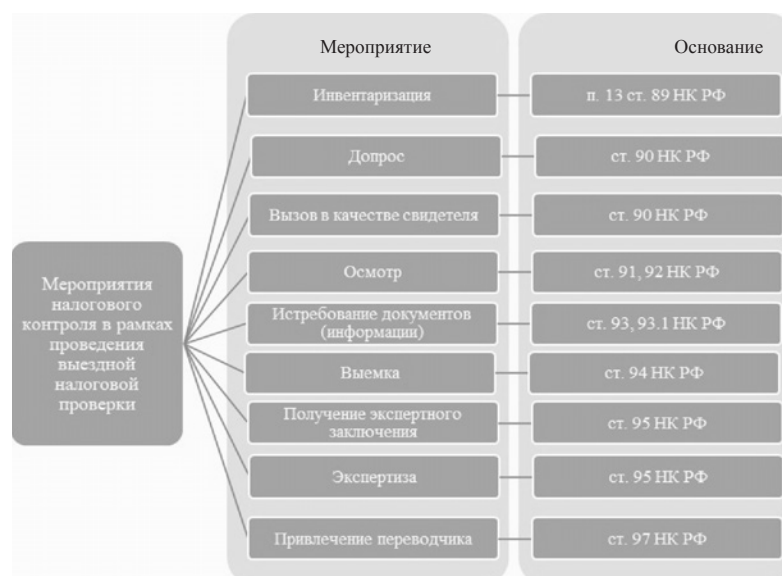 Мероприятие
Основание
Инвентаризация
п. 13 ст. 89 НК РФ
Допрос
ст. 90 НК РФ
Вызов в качестве свидетеля
ст. 90 НК РФ
Мероприятия
налогового
контроля в рамках
проведения
выездной
налоговой
проверки
Осмотр
ст. 91, 92 НК РФ
Истребование документов
(информации)
ст. 93, 93.1 НК РФ
Выемка
ст. 94 НК РФ
Получение экспертного
заключения
ст. 95 НК РФ
Экспертиза
ст. 95 НК РФ
Привлечение переводчика
ст. 97 НК РФ